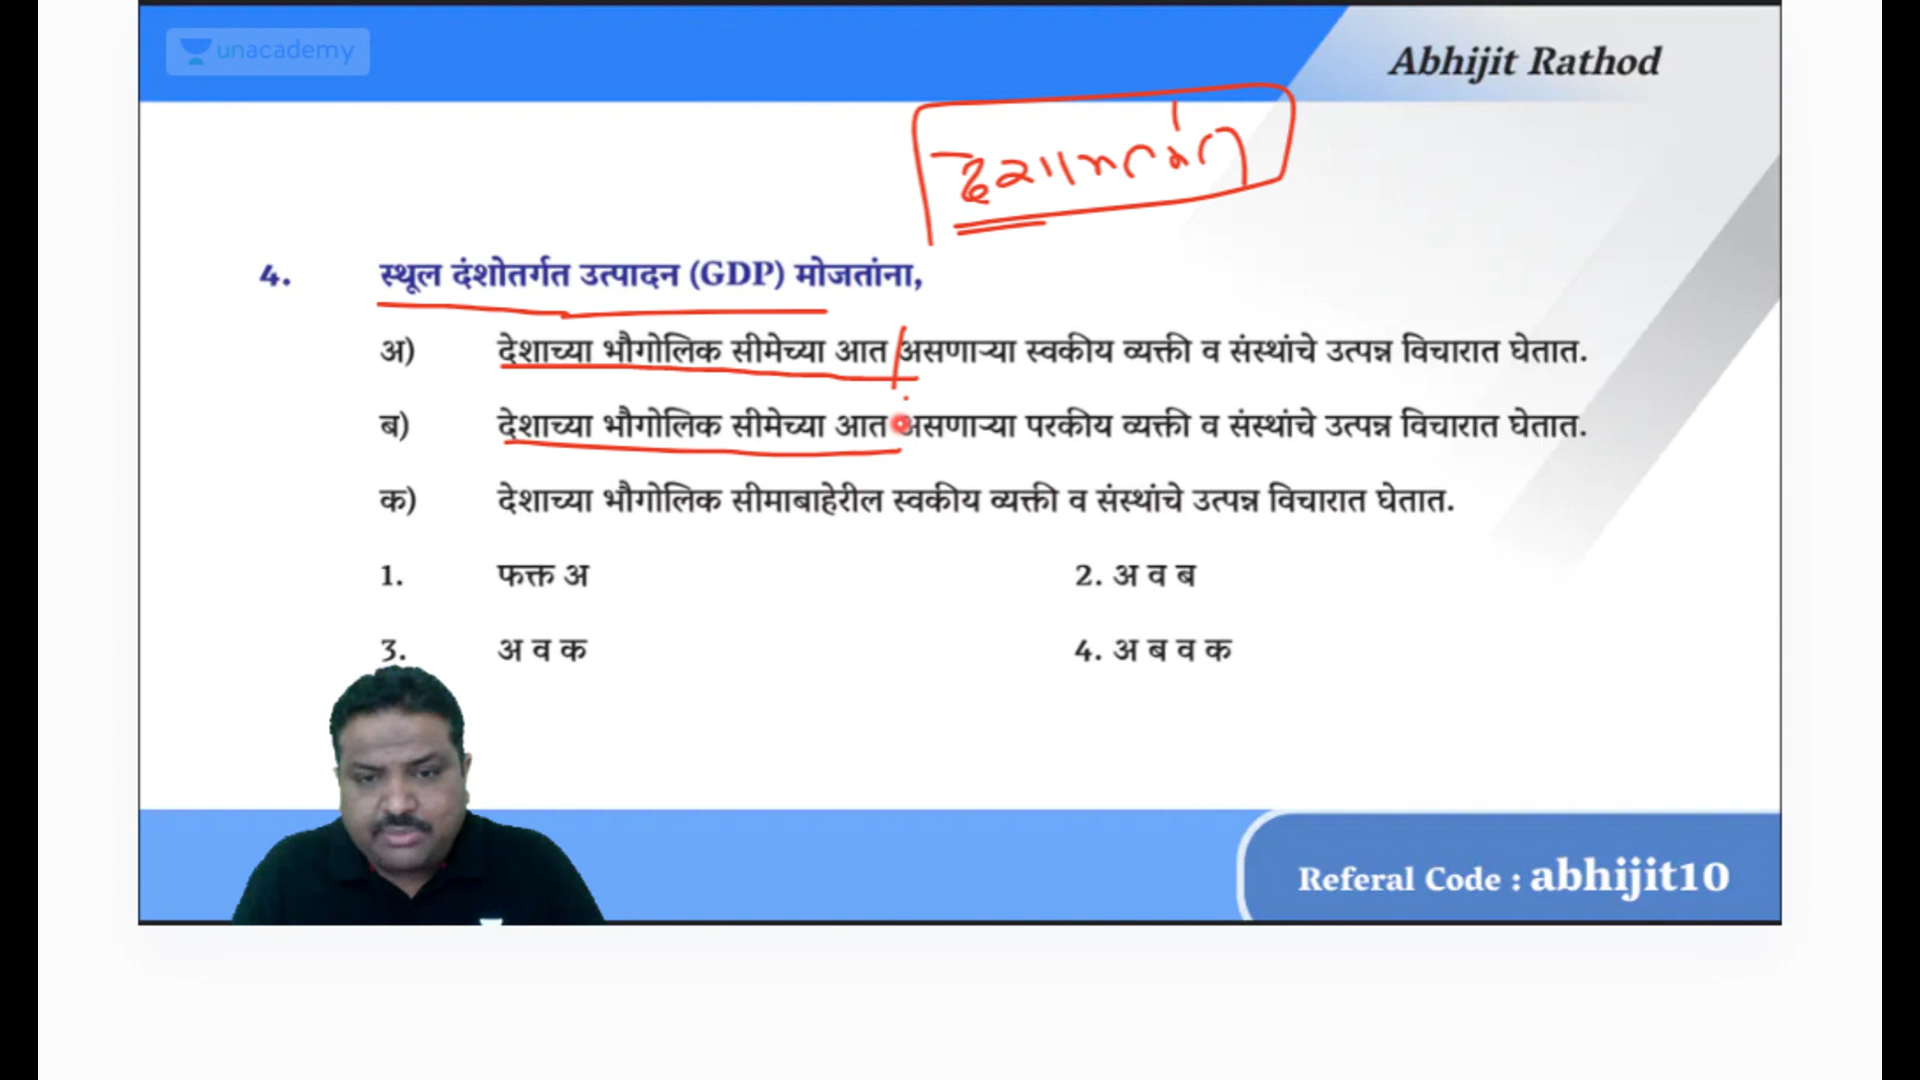 unacademy
Abhijit Rathod
4. स्थूल दंशोतर्गत उत्पादन (GDP) मोजतांना,
अ) देशाच्या भौगोलिक सीमेच्या आत असणाऱ्या स्वकीय व्यक्ती व संस्थांचे उत्पन्न विचारात घेतात.
ब) देशाच्या भौगोलिक सीमेच्या आत असणाऱ्या परकीय व्यक्ती व संस्थांचे उत्पन्न विचारात घेतात.
क) देशाच्या भौगोलिक सीमाबाहेरील स्वकीय व्यक्ती व संस्थांचे उत्पन्न विचारात घेतात.
1. फक्त अ 2. अ व ब
3. अ व क 4. अ ब व क
Referal Code : abhijit10